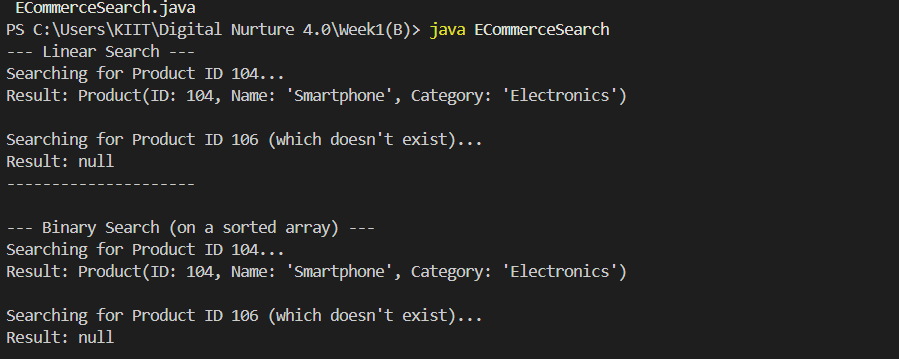 ECommerceSearch.java
PS C:\Users\KIIT\Digital Nurture 4.0\Week1(B)> java ECommerceSearch
--- Linear Search ---
Searching for Product ID 104...
Result: Product(ID: 104, Name: 'Smartphone', Category: 'Electronics')
Searching for Product ID 106 (which doesn't exist)...
Result: null
---------------------
--- Binary Search (on a sorted array) ---
Searching for Product ID 104...
Result: Product(ID: 104, Name: 'Smartphone', Category: 'Electronics')
Searching for Product ID 106 (which doesn't exist)...
Result: null